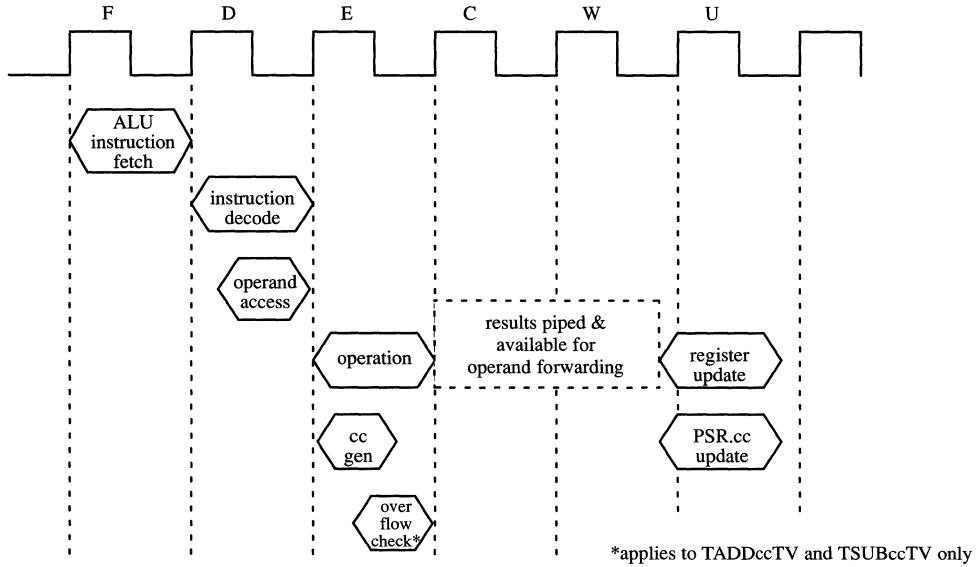 F D E C W U
ALU
instruction
fetch
instruction
decode
operand
access
results piped &
available for
operand forwarding
operation
register
update
cc
gen
PSR.cc
update
over
flow
check*
*applies to TADDccTV and TSUBccTV only